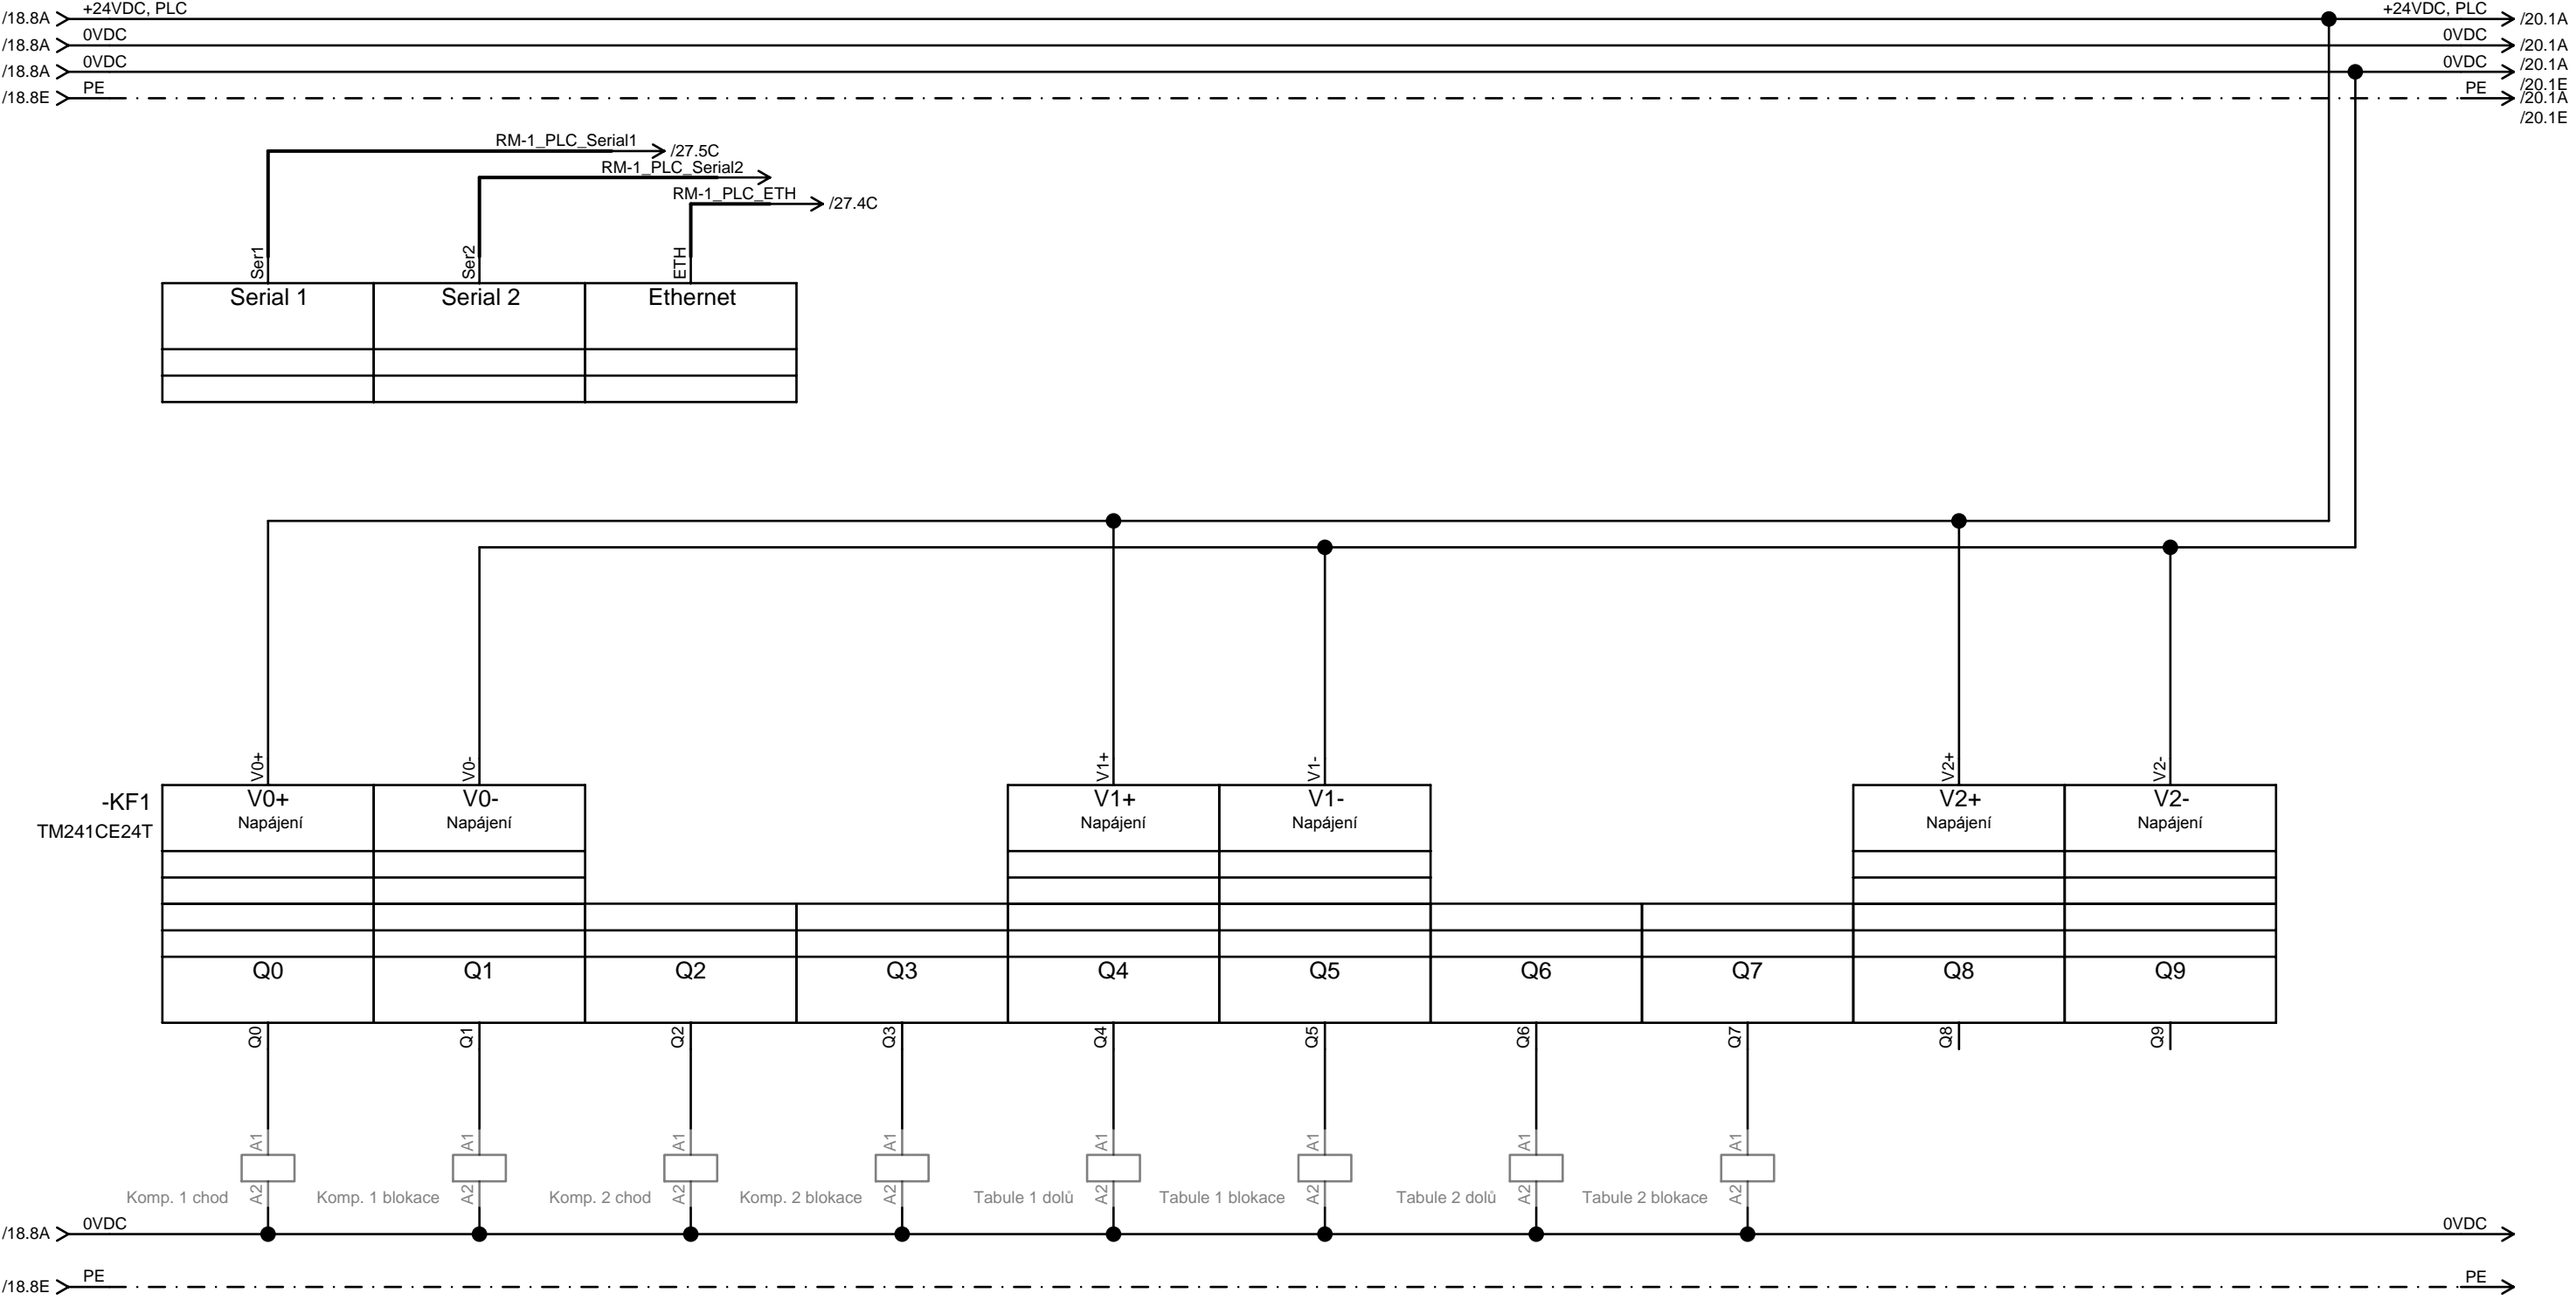 /18.8A +24VDC, PLC +24VDC, PLC /20.1A
/18.8A 0VDC 0VDC /20.1A
/18.8A 0VDC 0VDC /20.1A
/20.1E
/18.8E PE PE /20.1A
/20.1E
RM-1_PLC_Serial1 /27.5C
RM-1_PLC_Serial2
RM-1_PLC_ETH /27.4C
Ser1 Ser2 ETH
Serial 1 Serial 2 Ethernet
V0+ V0- V1+ V1- V2+ V2-
-KF1 V0+ V0- V1+ V1- V2+ V2-
TM241CE24T Napájení Napájení Napájení Napájení Napájení Napájení
Q0 Q1 Q2 Q3 Q4 Q5 Q6 Q7 Q8 Q9
Q0 Q1 Q2 Q3 Q4 Q5 Q6 Q7 Q8 Q9
A1 A1 A1 A1 A1 A1 A1 A1
Komp. 1 chod A2 Komp. 1 blokace A2 Komp. 2 chod A2 Komp. 2 blokace A2 Tabule 1 dolů A2 Tabule 1 blokace A2 Tabule 2 dolů A2 Tabule 2 blokace A2
/18.8A 0VDC 0VDC
/18.8E PE PE